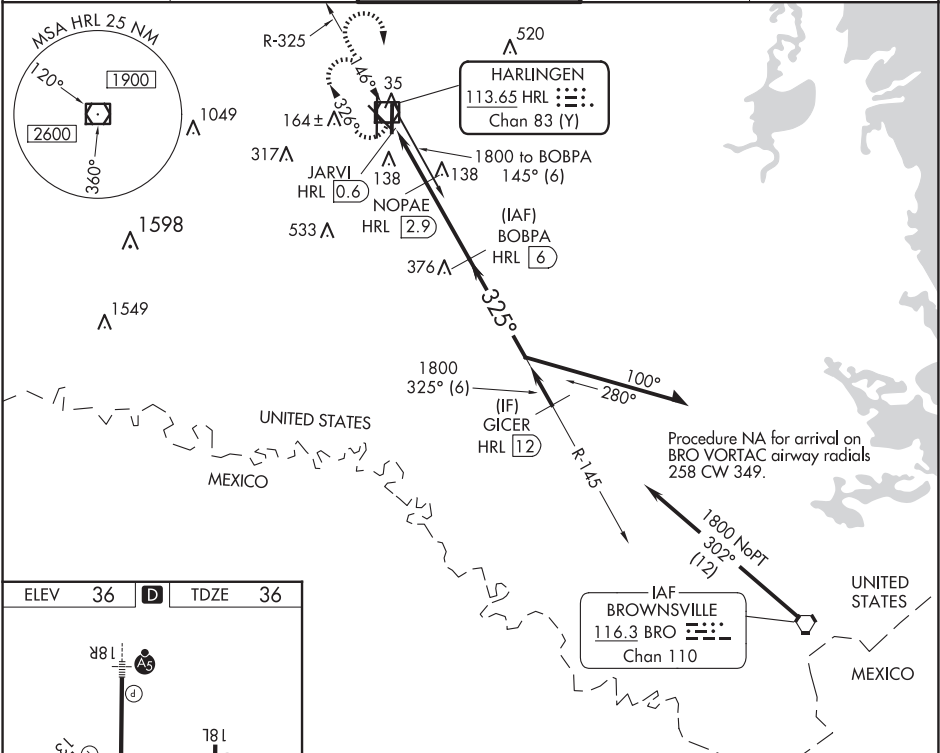 MSA HRL 25 NM
120°
1900
2600
360°
1049
R-325
520
146°
326°
35
164 ±
HARLINGEN
113.65 HRL
Chan 83 (Y)
317
JARVI
HRL 0.6
138
138
1800 to BOBPA
145° (6)
NOPAE
HRL 2.9
533
(IAF)
BOBPA
HRL 6
376
1598
1549
325°
1800
325° (6)
100°
280°
(IF)
GICER
HRL 12
R-145
UNITED STATES
MEXICO
Procedure NA for arrival on
BRO VORTAC airway radials
258 CW 349.
1800 NoPT
302°
(12)
IAF
BROWNSVILLE
116.3 BRO
Chan 110
UNITED
STATES
MEXICO
ELEV 36 D TDZE 36
18R
A5
P
18L